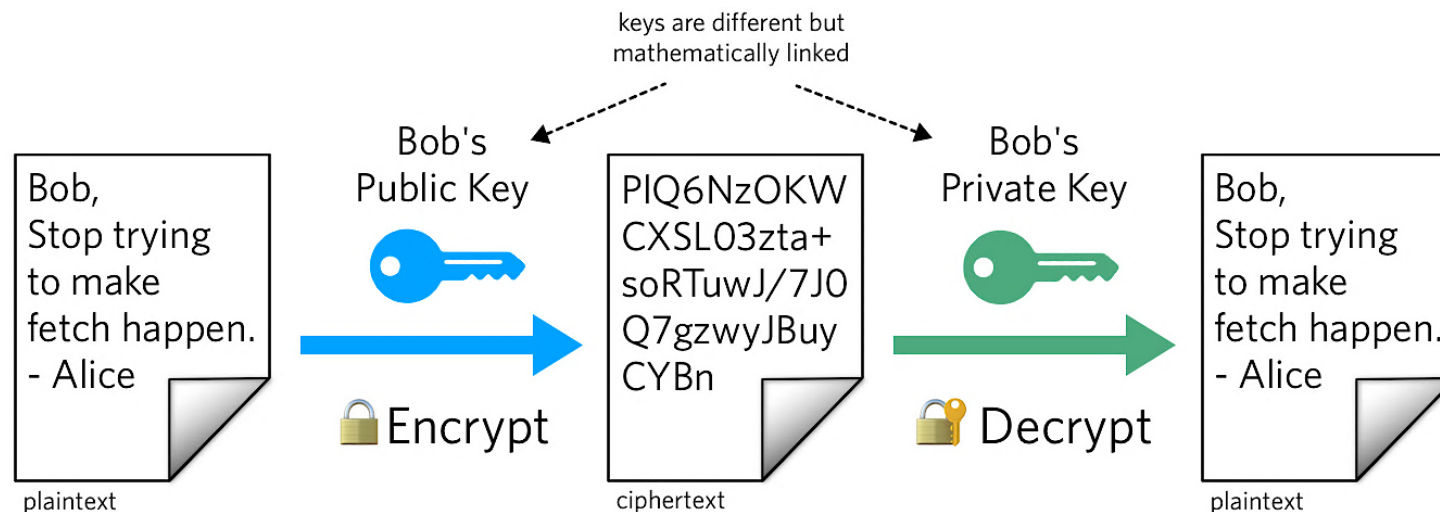 keys are different but
mathematically linked
Bob,
Stop trying
to make
fetch happen.
- Alice
plaintext
Bob's
Public Key
Encrypt
PIQ6NzOKW
CXSL03zta+
soRTuwJ/7J0
Q7gzwyJBuy
CYBn
ciphertext
Bob's
Private Key
Decrypt
Bob,
Stop trying
to make
fetch happen.
- Alice
plaintext